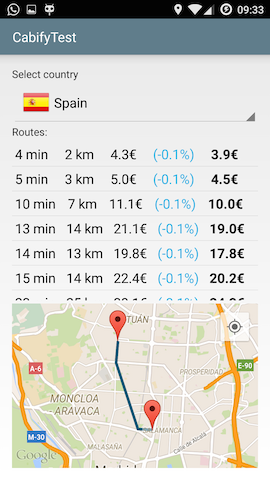 09:33
CabifyTest
Select country
Spain
Routes:
4 min 2 km 4.3€ (-0.1%) 3.9€
5 min 3 km 5.0€ (-0.1%) 4.5€
10 min 7 km 11.1€ (-0.1%) 10.0€
13 min 14 km 21.1€ (-0.1%) 19.0€
14 min 14 km 19.8€ (-0.1%) 17.8€
15 min 14 km 22.4€ (-0.1%) 20.2€
TUÁN
A-6
E-90
PROSPERIDAD
MONCLOA
- ARAVACA
SALAMANCA
M-30
MALASAÑA
Calle de Alcalá
Google